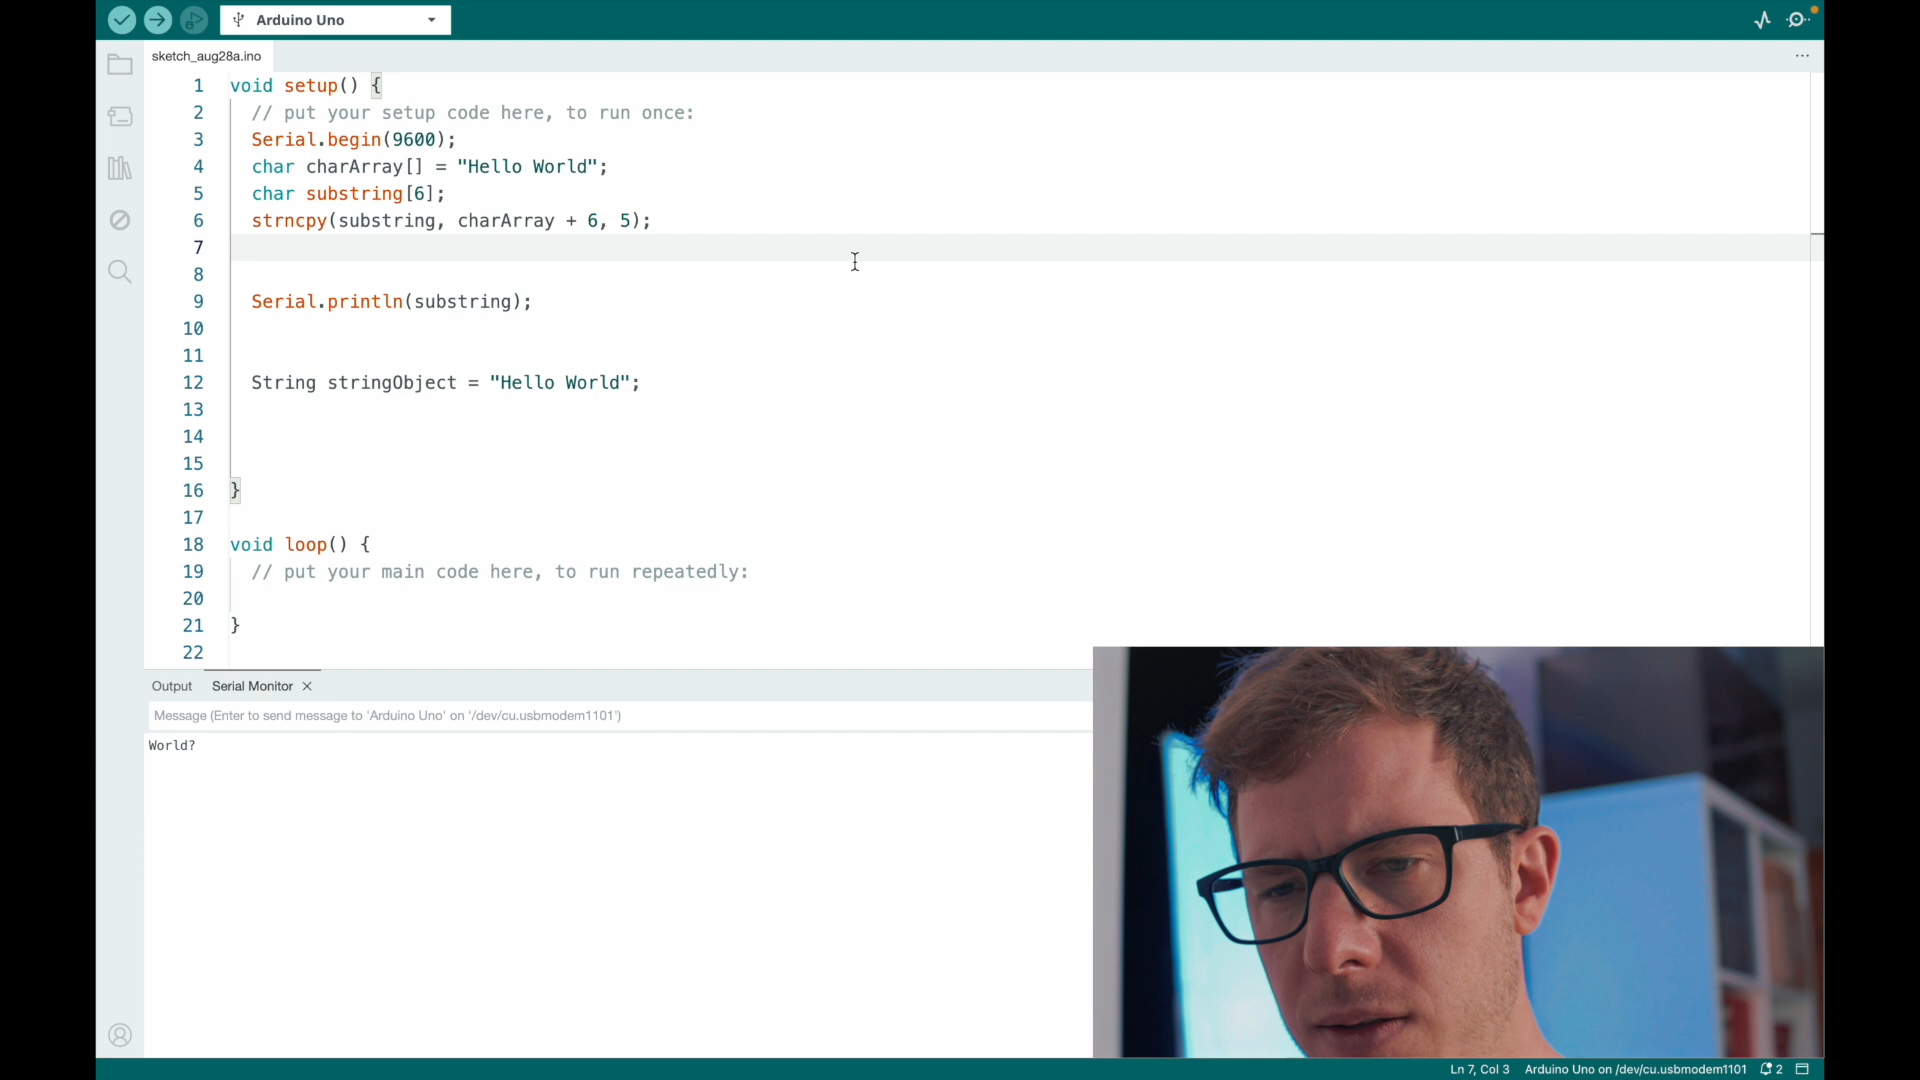 Arduino Uno
sketch_aug28a.ino
...
1 void setup() {
2 // put your setup code here, to run once:
3 Serial.begin(9600);
4 char charArray[] = "Hello World";
5 char substring[6];
6 strncpy(substring, charArray + 6, 5);
7
8
9 Serial.println(substring);
10
11
12 String stringObject = "Hello World";
13
14
15
16 }
17
18 void loop() {
19 // put your main code here, to run repeatedly:
20
21 }
22
Output Serial Monitor ×
Message (Enter to send message to 'Arduino Uno' on '/dev/cu.usbmodem1101')
World?
Ln 7, Col 3 Arduino Uno on /dev/cu.usbmodem1101 2